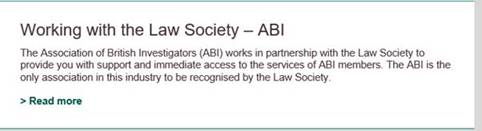 Working with the Law Society – ABI
The Association of British Investigators (ABI) works in partnership with the Law Society to
provide you with support and immediate access to the services of ABI members. The ABI is the
only association in this industry to be recognised by the Law Society.
> Read more